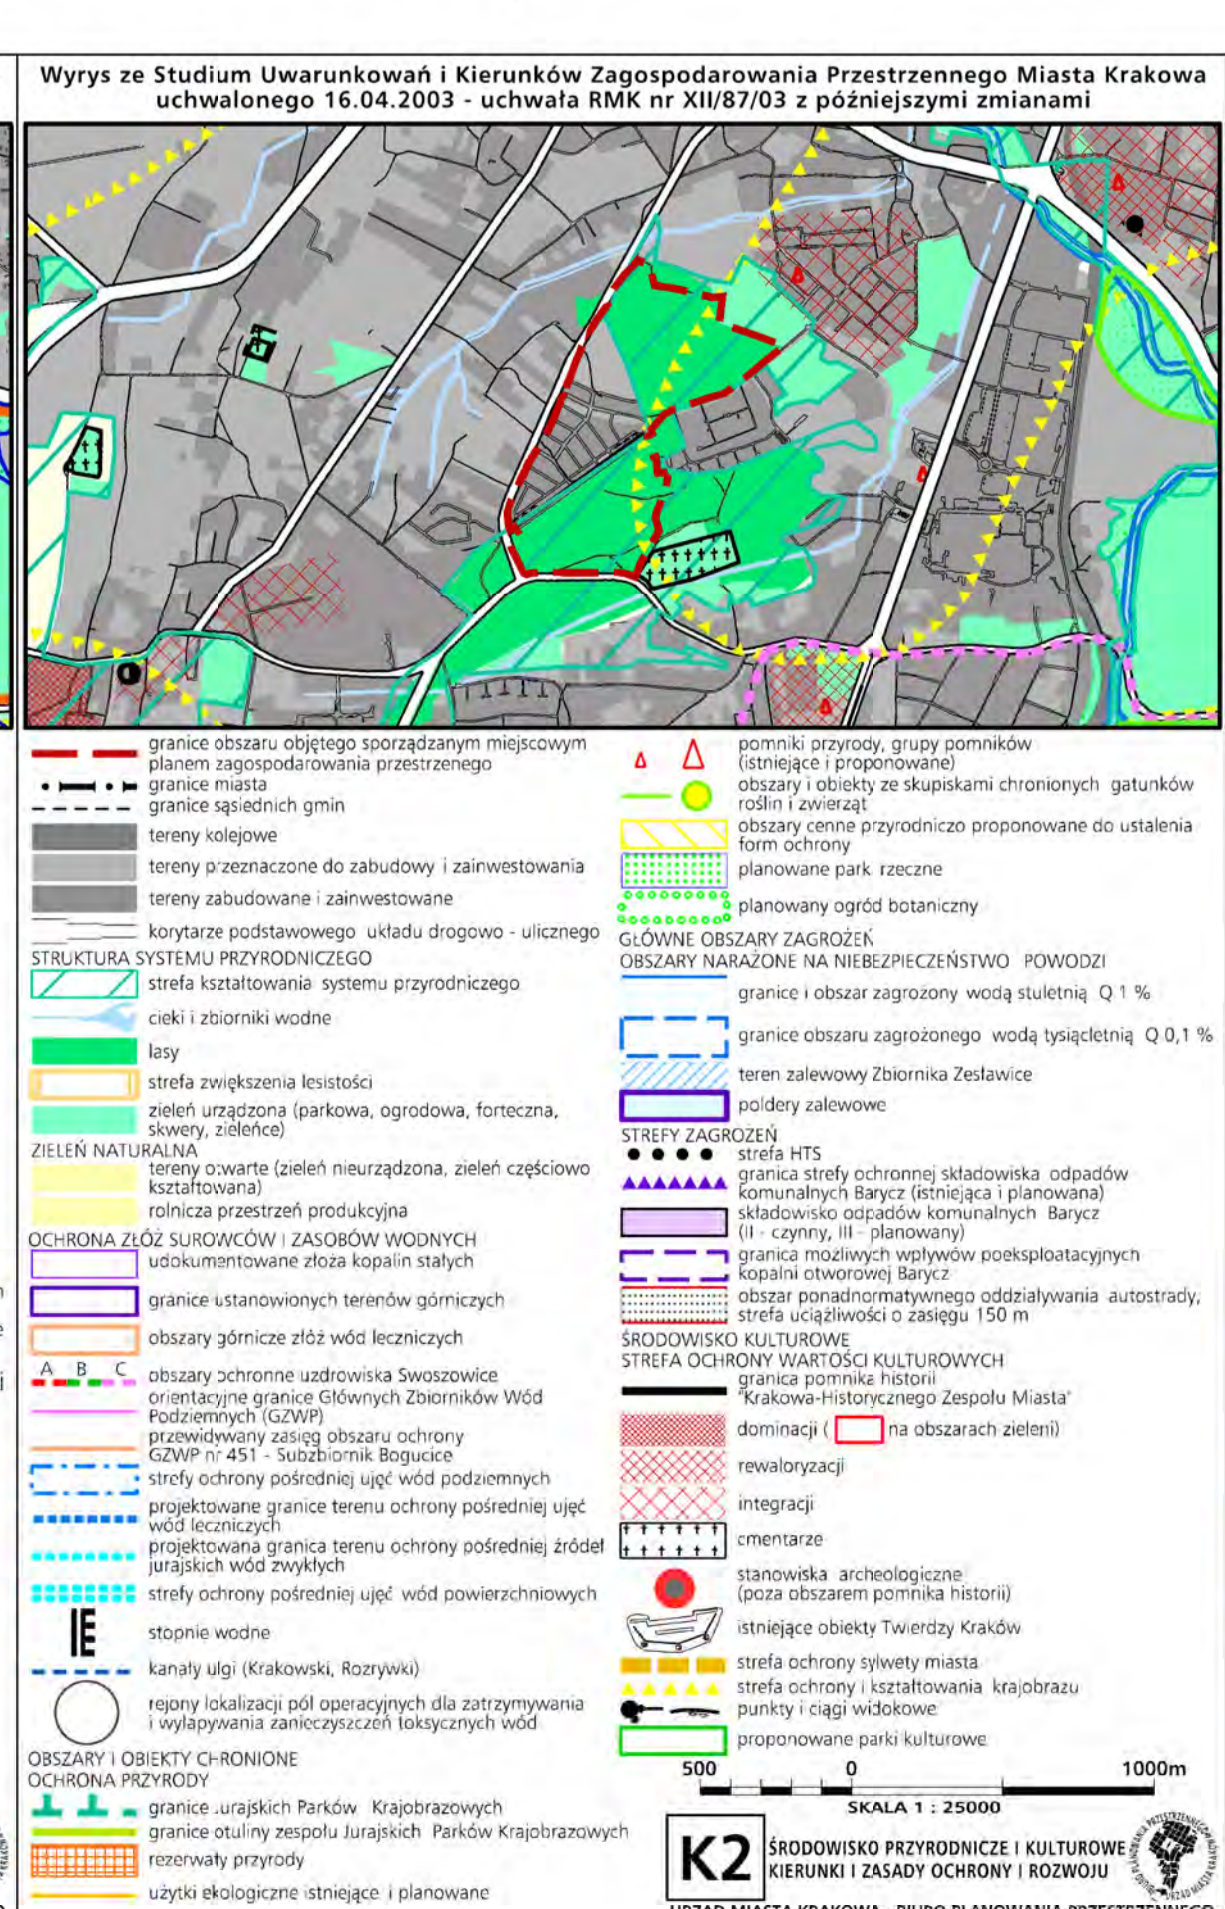 Wyrys ze Studium Uwarunkowań i Kierunków Zagospodarowania Przestrzennego Miasta Krakowa
uchwalonego 16.04.2003 - uchwała RMK nr XII/87/03 z późniejszymi zmianami
granice obszaru objętego sporządzanym miejscowym
planem zagospodarowania przestrzenego
granice miasta
granice sąsiednich gmin
tereny kolejowe
tereny przeznaczone do zabudowy i zainwestowania
tereny zabudowane i zainwestowane
korytarze podstawowego układu drogowo - ulicznego
STRUKTURA SYSTEMU PRZYRODNICZEGO
strefa kształtowania systemu przyrodniczego
cieki i zbiorniki wodne
lasy
strefa zwiększenia lesistości
zieleń urządzona (parkowa, ogrodowa, forteczna,
skwery, zieleńce)
ZIELEŃ NATURALNA
tereny otwarte (zieleń nieurządzona, zieleń częściowo
kształtowana)
rolnicza przestrzeń produkcyjna
OCHRONA ZŁÓŻ SUROWCÓW I ZASOBÓW WODNYCH
udokumentowane złoża kopalin stałych
granice ustanowionych terenów górniczych
obszary górnicze złóż wód leczniczych
A B C
obszary ochronne uzdrowiska Swoszowice
orientacyjne granice Głównych Zbiorników Wód
Podziemnych (GZWP)
przewidywany zasięg obszaru ochrony
GZWP nr 451 - Subzbiornik Bogucice
strefy ochrony pośredniej ujęć wód podziemnych
projektowane granice terenu ochrony pośredniej ujęć
wód leczniczych
projektowana granica terenu ochrony pośredniej źródeł
jurajskich wód zwykłych
strefy ochrony pośredniej ujęć wód powierzchniowych
stopnie wodne
kanały ulgi (Krakowski, Rozrywki)
rejony lokalizacji pól operacyjnych dla zatrzymywania
i wyłapywania zanieczyszczeń toksycznych wód
OBSZARY I OBIEKTY CHRONIONE
OCHRONA PRZYRODY
granice Jurajskich Parków Krajobrazowych
granice otuliny zespołu Jurajskich Parków Krajobrazowych
rezerwaty przyrody
użytki ekologiczne istniejące i planowane
pomniki przyrody, grupy pomników
(istniejące i proponowane)
obszary i obiekty ze skupiskami chronionych gatunków
roślin i zwierząt
obszary cenne przyrodniczo proponowane do ustalenia
form ochrony
planowane park rzeczne
planowany ogród botaniczny
GŁÓWNE OBSZARY ZAGROŻEŃ
OBSZARY NARAŻONE NA NIEBEZPIECZEŃSTWO POWODZI
granice i obszar zagrożony wodą stuletnią Q 1 %
granice obszaru zagrożonego wodą tysiącletnią Q 0,1 %
teren zalewowy Zbiornika Zesławice
poldery zalewowe
STREFY ZAGROŻEŃ
strefa HTS
granica strefy ochronnej składowiska odpadów
komunalnych Barycz (istniejąca i planowana)
składowisko odpadów komunalnych Barycz
(II - czynny, III - planowany)
granica możliwych wpływów poeksploatacyjnych
kopalni otworowej Barycz
obszar ponadnormatywnego oddziaływania autostrady,
strefa uciążliwości o zasięgu 150 m
ŚRODOWISKO KULTUROWE
STREFA OCHRONY WARTOŚCI KULTUROWYCH
granica pomnika historii
"Krakowa-Historycznego Zespołu Miasta"
dominacji ( na obszarach zieleni)
rewaloryzacji
integracji
cmentarze
stanowiska archeologiczne
(poza obszarem pomnika historii)
istniejące obiekty Twierdzy Kraków
strefa ochrony sylwety miasta
strefa ochrony i kształtowania krajobrazu
punkty i ciągi widokowe
proponowane parki kulturowe
500 0 1000m
SKALA 1 : 25000
K2
ŚRODOWISKO PRZYRODNICZE I KULTUROWE
KIERUNKI I ZASADY OCHRONY I ROZWOJU
URZĄD MIASTA KRAKOWA - BIURO PLANOWANIA PRZESTRZENNEGO